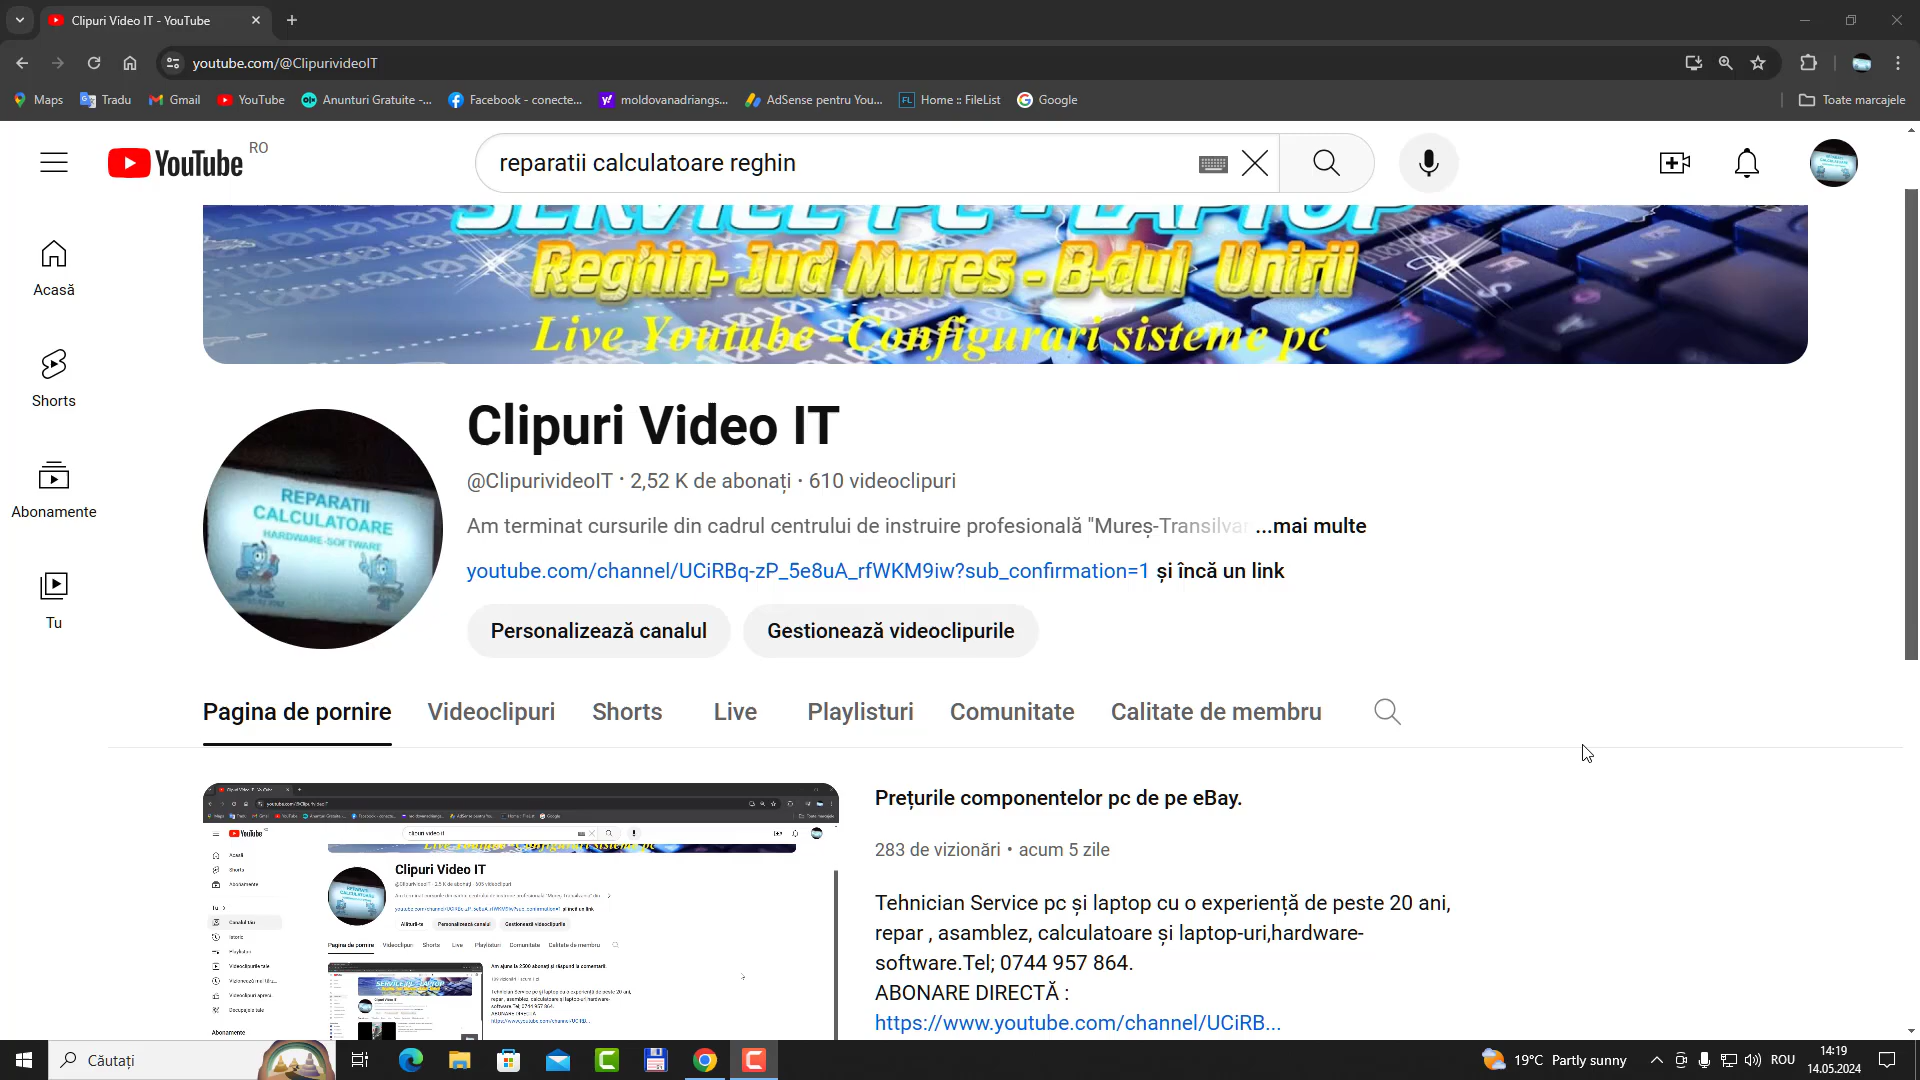 Clipuri Video IT - YouTube
youtube.com/@ClipurivideoIT
Maps
Tradu
Gmail
YouTube
Anunturi Gratuite -...
Facebook - conecte...
moldovanadriangs...
AdSense pentru You...
Home :: FileList
Google
Toate marcajele
YouTube RO
reparatii calculatoare reghin
SERVICE PC - LAPTOP
Reghin- Jud Mures - B-dul Unirii
Live Youtube -Configurari sisteme pc
Acasă
Shorts
Abonamente
Tu
REPARATII
CALCULATOARE
HARDWARE-SOFTWARE
Clipuri Video IT
@ClipurivideoIT · 2,52 K de abonați · 610 videoclipuri
Am terminat cursurile din cadrul centrului de instruire profesională "Mureș-Transilvar ...mai multe
youtube.com/channel/UCiRBq-zP_5e8uA_rfWKM9iw?sub_confirmation=1 și încă un link
Personalizează canalul
Gestionează videoclipurile
Pagina de pornire
Videoclipuri
Shorts
Live
Playlisturi
Comunitate
Calitate de membru
Clipuri Video IT
Prețurile componentelor pc de pe eBay.
283 de vizionări • acum 5 zile
Tehnician Service pc și laptop cu o experiență de peste 20 ani,
repar , asamblez, calculatoare și laptop-uri,hardware-
software.Tel; 0744 957 864.
ABONARE DIRECTĂ :
https://www.youtube.com/channel/UCiRB...
Căutați
19°C Partly sunny
ROU
14:19
14.05.2024